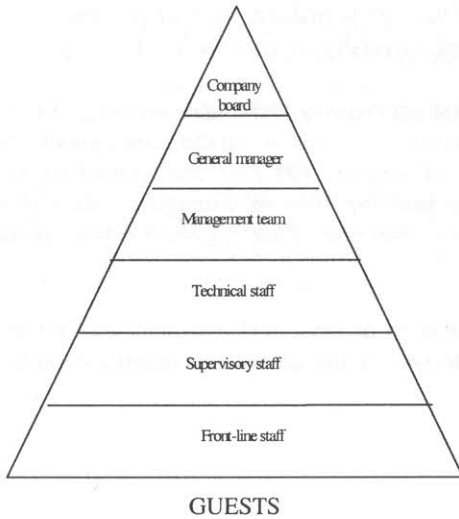 Company
board
General manager
Management team
Technical staff
Supervisory staff
Front-line staff
GUESTS